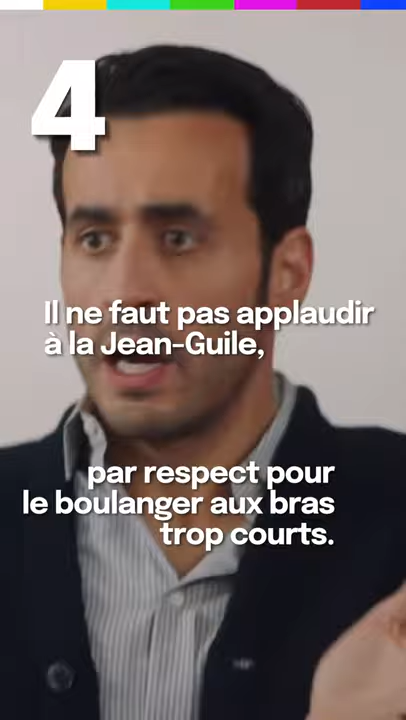 4
Il ne faut pas applaudir
à la Jean-Guile,
par respect pour
le boulanger aux bras
trop courts.